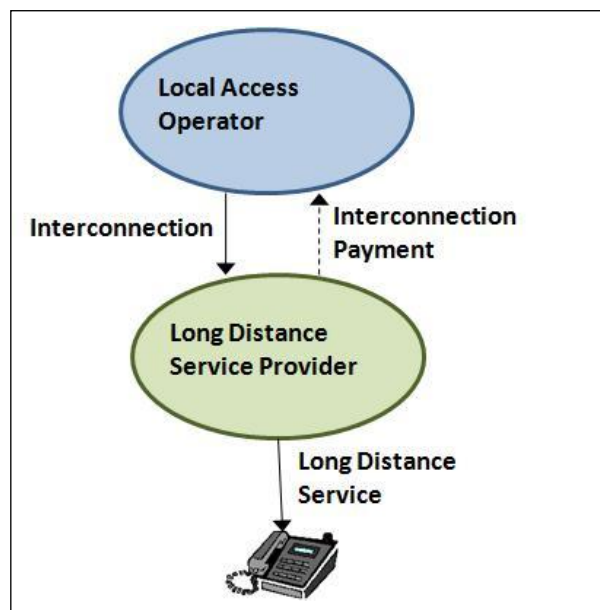 Local Access
Operator
Interconnection
Interconnection
Payment
Long Distance
Service Provider
Long Distance
Service